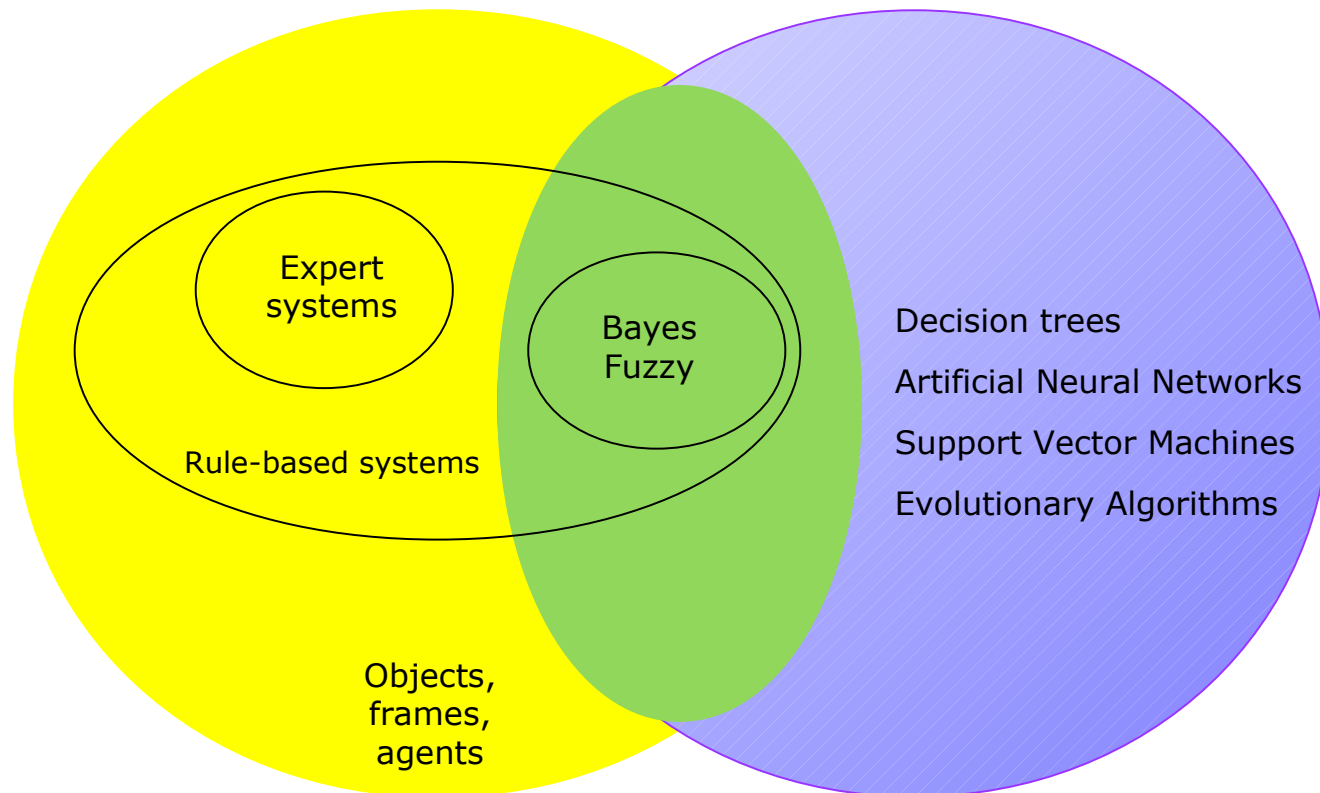 Expert
systems
Bayes
Fuzzy
Rule-based systems
Objects,
frames,
agents
Decision trees
Artificial Neural Networks
Support Vector Machines
Evolutionary Algorithms